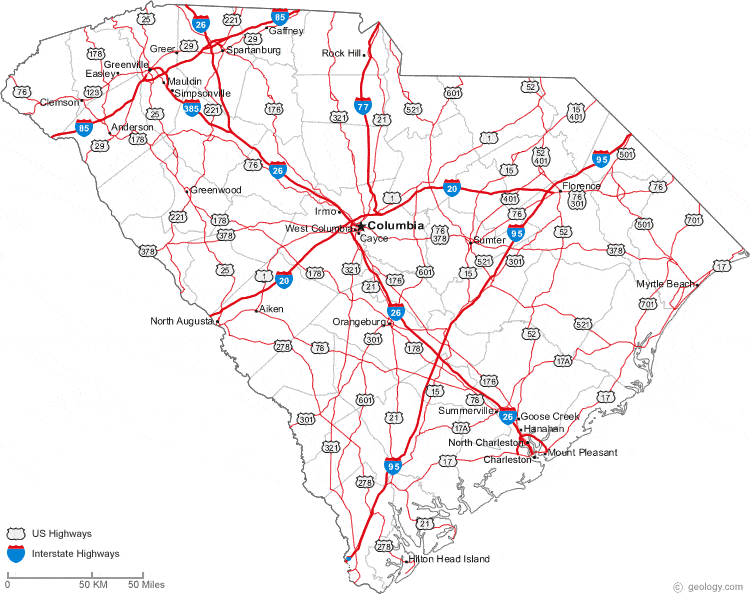 25
26
221
85
Gaffney
29
Greer
29
Spartanburg
Rock Hill
178
Greenville
Easley
Mauldin
Simpsonville
76
123
Clemson
385
221
176
25
77
321
21
521
601
52
15
401
85
Anderson
29
178
1
52
401
95
501
76
26
15
Greenwood
1
20
401
Florence
76
301
76
Irmo
76
221
178
West Columbia
Columbia
Cayce
378
76
378
Sumter
95
52
501
701
378
378
25
1
20
178
321
21
176
601
15
521
301
17
Myrtle Beach
701
North Augusta
Aiken
Orangeburg
26
301
178
52
521
278
78
17A
176
15
601
78
17
301
21
Summerville
26
Goose Creek
Hanahan
17A
321
North Charleston
Mount Pleasant
Charleston
95
17
278
21
278
Hilton Head Island
US Highways
Interstate Highways
0 50 KM 50 Miles
© geology.com